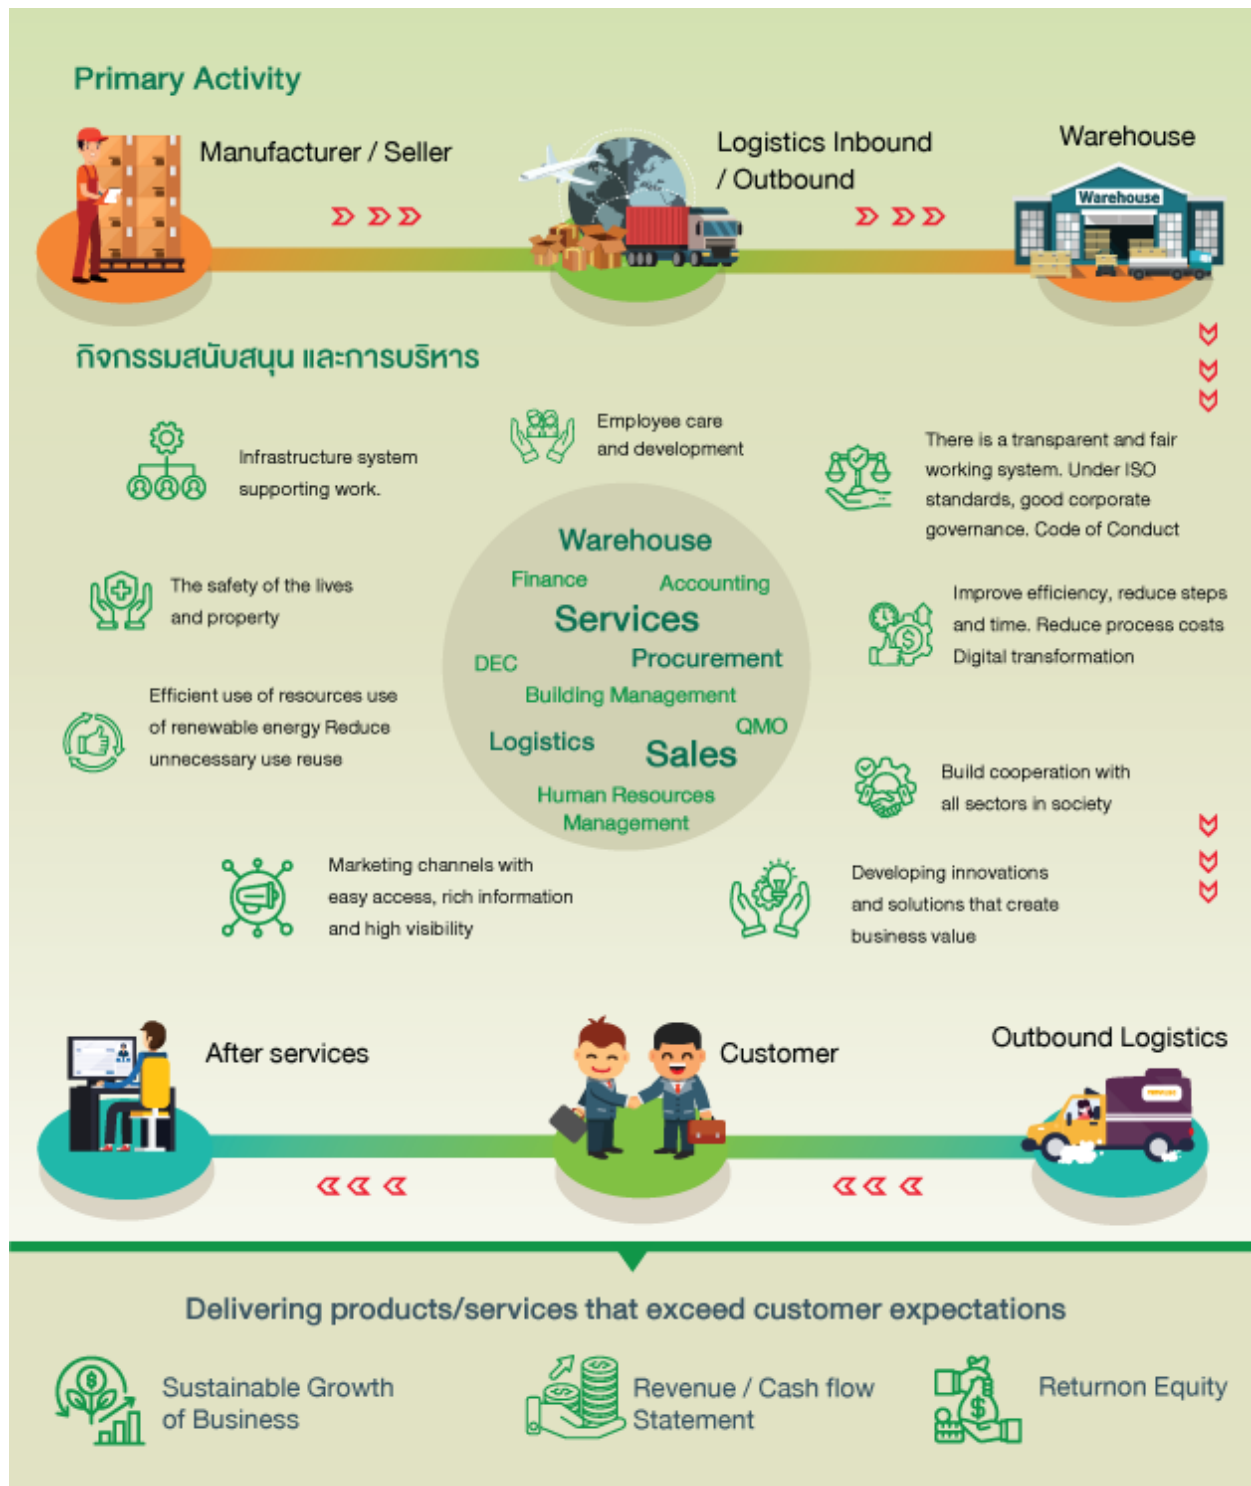 Primary Activity
Manufacturer / Seller
Logistics Inbound
/ Outbound
Warehouse
Warehouse
กิจกรรมสนับสนุน และการบริหาร
Infrastructure system
supporting work.
Employee care
and development
There is a transparent and fair
working system. Under ISO
standards, good corporate
governance. Code of Conduct
The safety of the lives
and property
Improve efficiency, reduce steps
and time. Reduce process costs
Digital transformation
Efficient use of resources use
of renewable energy Reduce
unnecessary use reuse
Warehouse
Finance
Accounting
Services
DEC
Procurement
Building Management
QMO
Logistics
Sales
Human Resources
Management
Build cooperation with
all sectors in society
Marketing channels with
easy access, rich information
and high visibility
Developing innovations
and solutions that create
business value
After services
Customer
Outbound Logistics
Delivering products/services that exceed customer expectations
Sustainable Growth
of Business
Revenue / Cash flow
Statement
Returnon Equity